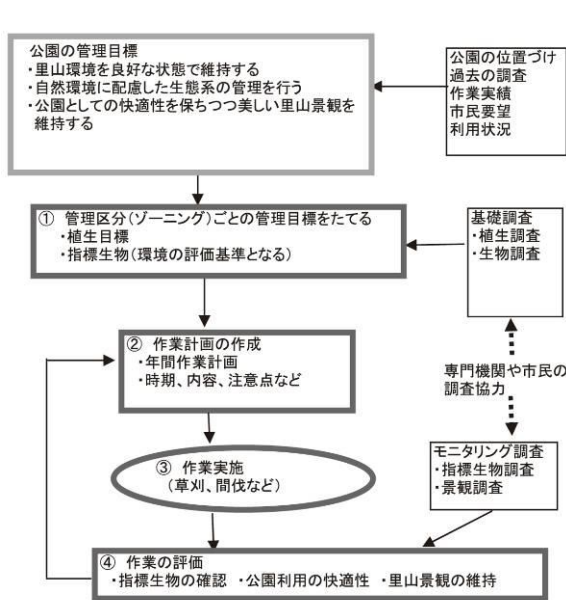 公園の管理目標
・里山環境を良好な状態で維持する
・自然環境に配慮した生態系の管理を行う
・公園としての快適性を保ちつつ美しい里山景観を
維持する
公園の位置づけ
過去の調査
作業実績
市民要望
利用状況
① 管理区分(ゾーニング)ごとの管理目標をたてる
・植生目標
・指標生物(環境の評価基準となる)
基礎調査
・植生調査
・生物調査
② 作業計画の作成
・年間作業計画
・時期、内容、注意点など
専門機関や市民の
調査協力
③ 作業実施
(草刈、間伐など)
モニタリング調査
・指標生物調査
・景観調査
④ 作業の評価
・指標生物の確認 ・公園利用の快適性 ・里山景観の維持